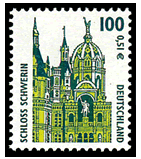 100
0,51 €
SCHLOSS SCHWERIN
DEUTSCHLAND